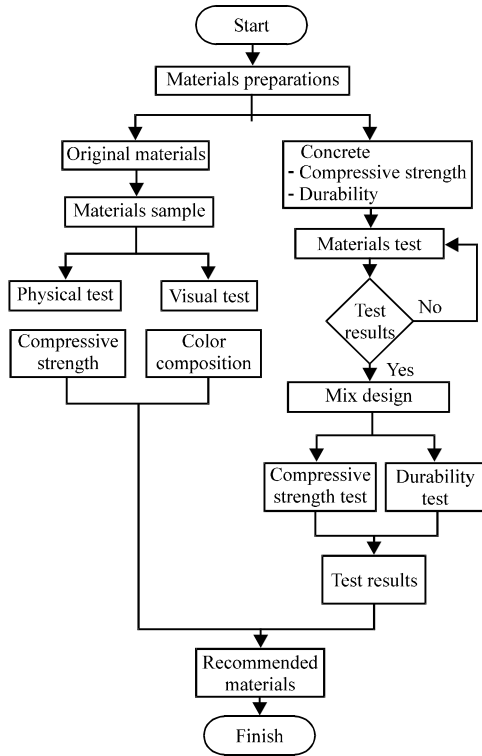 Start
Materials preparations
Original materials
Materials sample
Physical test
Visual test
Compressive
strength
Color
composition
Concrete
- Compressive strength
- Durability
Materials test
Test
results
No
Yes
Mix design
Compressive
strength test
Durability
test
Test results
Recommended
materials
Finish